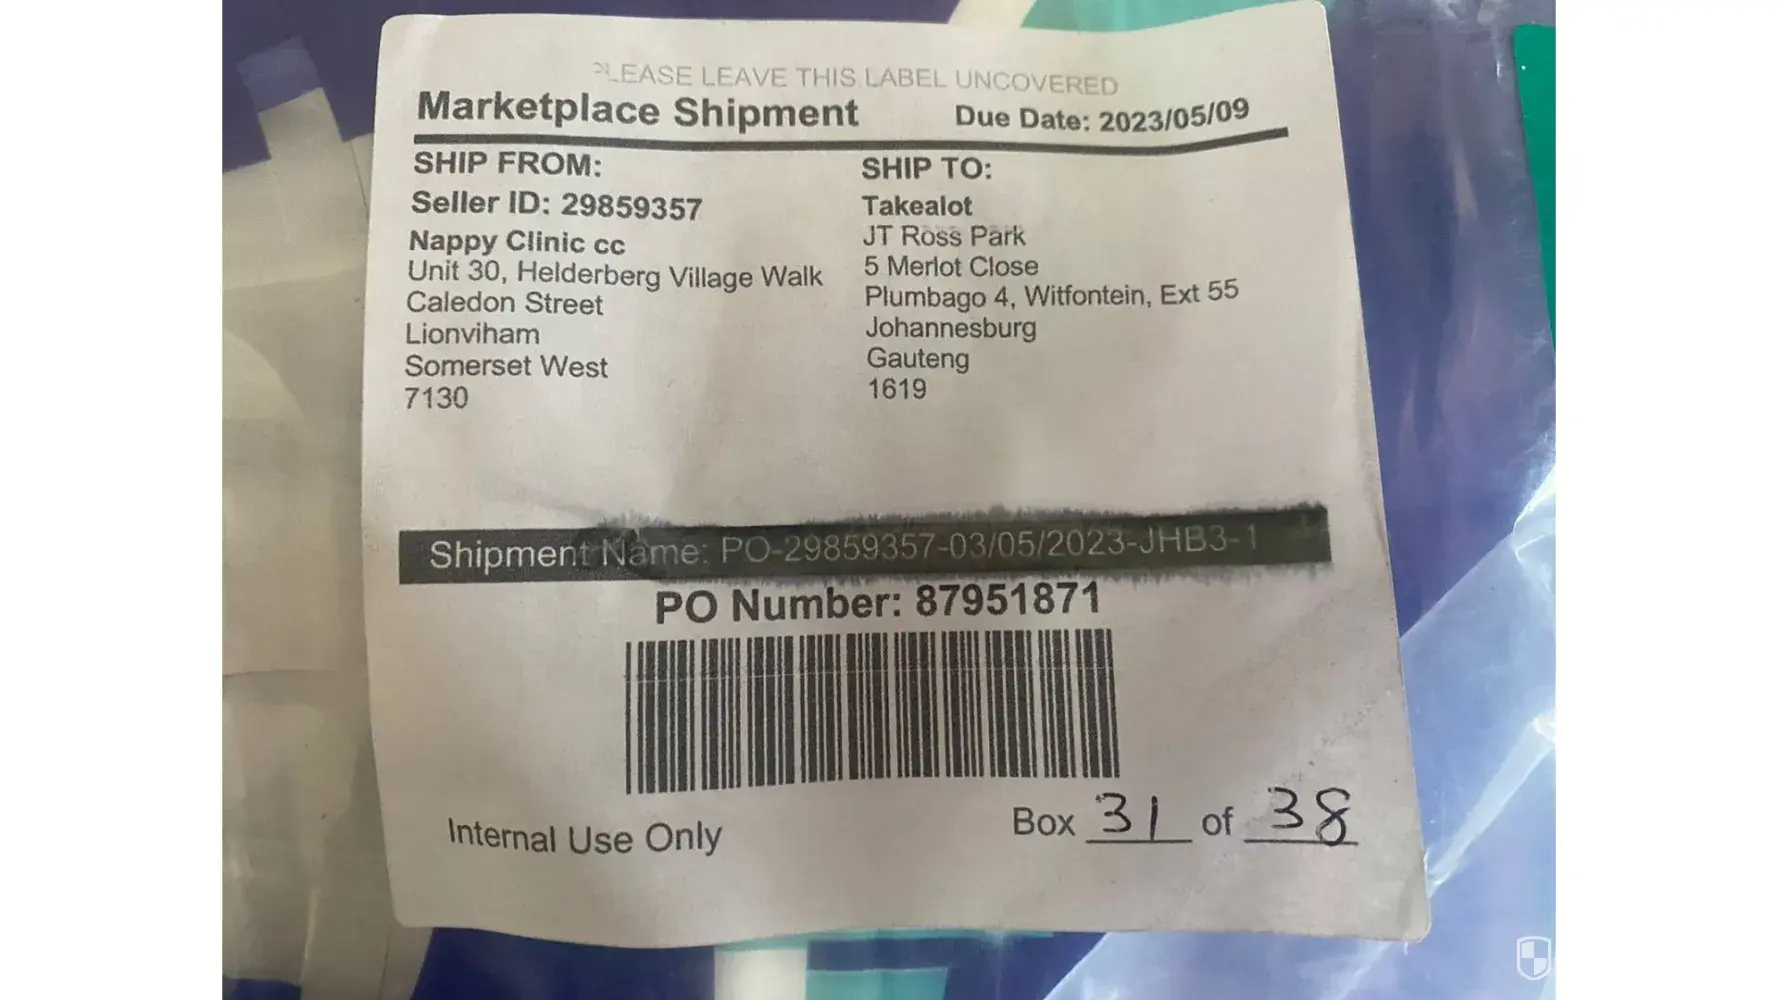 PLEASE LEAVE THIS LABEL UNCOVERED
Marketplace Shipment
Due Date: 2023/05/09
SHIP FROM:
Seller ID: 29859357
Nappy Clinic cc
Unit 30, Helderberg Village Walk
Caledon Street
Lionviham
Somerset West
7130
SHIP TO:
Takealot
JT Ross Park
5 Merlot Close
Plumbago 4, Witfontein, Ext 55
Johannesburg
Gauteng
1619
Shipment Name: PO-29859357-03/05/2023-JHB3-1
PO Number: 87951871
Internal Use Only
Box 31 of 38